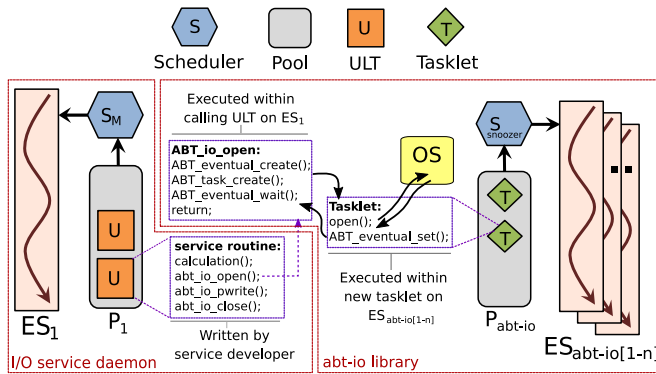 S
U
T
Scheduler
Pool
ULT
Tasklet
Executed within
calling ULT on ES1
SM
S
snoozer
ABT_io_open:
ABT_eventual_create();
ABT_task_create();
ABT_eventual_wait();
return;
OS
T
T
Tasklet:
open();
ABT_eventual_set();
U
U
service routine:
calculation();
abt_io_open();
abt_io_pwrite();
abt_io_close();
Executed within
new tasklet on
ESabt-io[1-n]
ES1
P1
Pabt-io
ESabt-io[1-n]
Written by
service developer
I/O service daemon
abt-io library